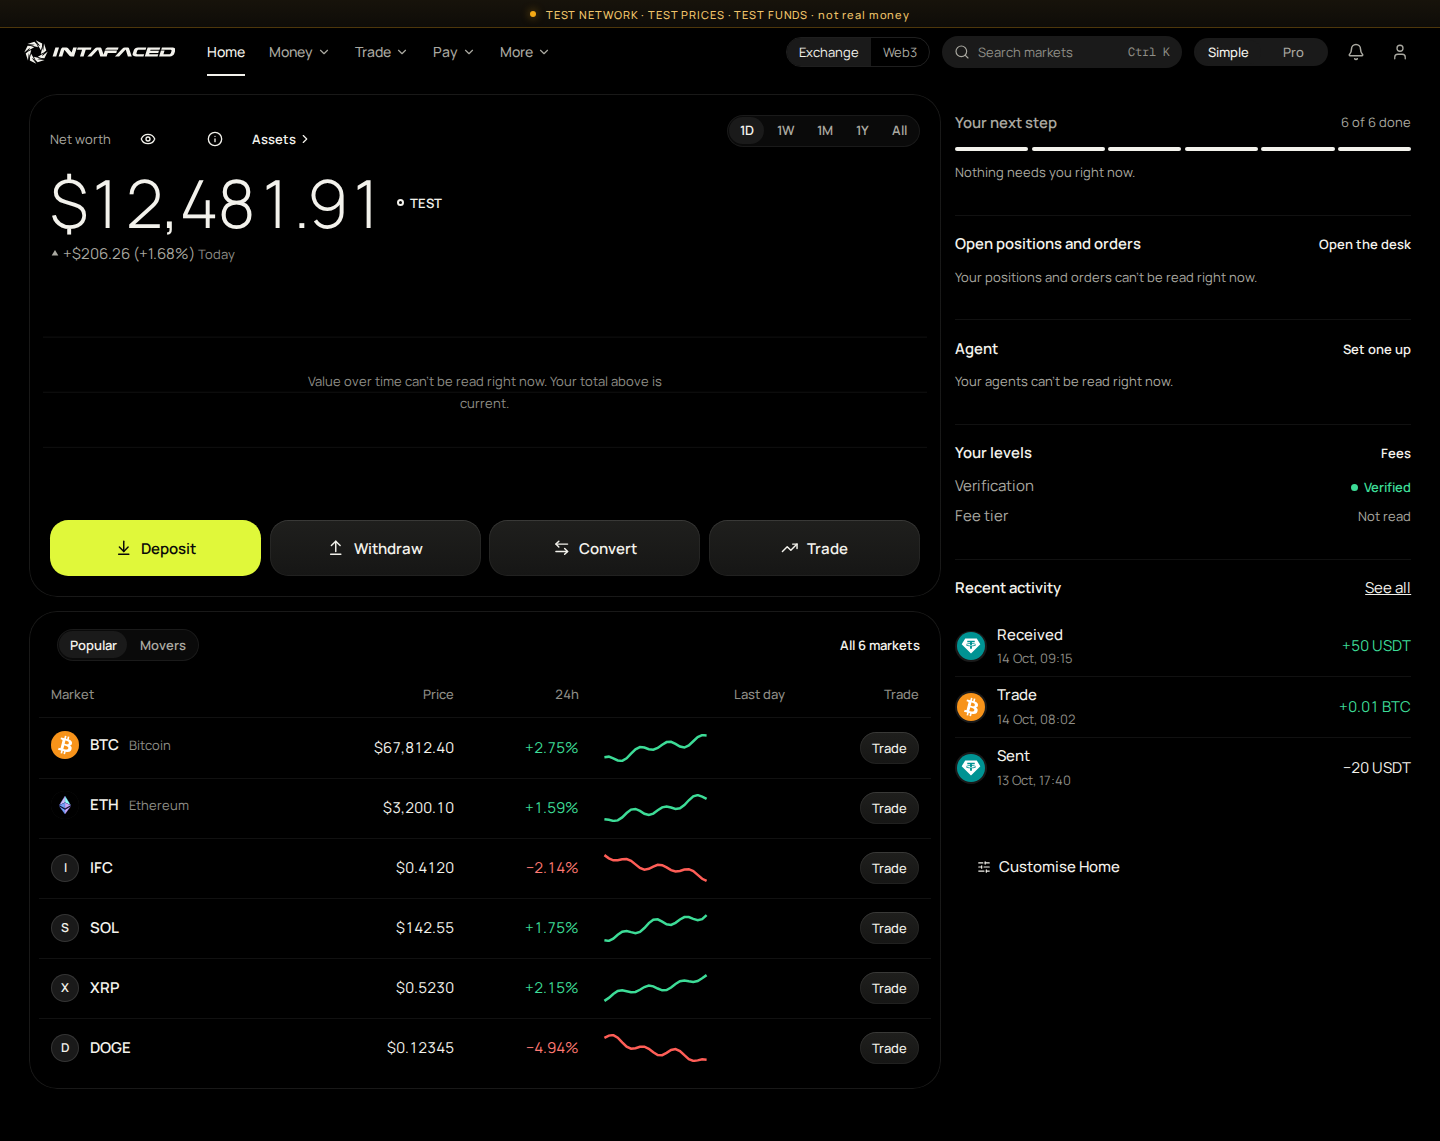 TEST NETWORK · TEST PRICES · TEST FUNDS · not real money
INTAFACED
Home
Money
Trade
Pay
More
Exchange
Web3
Search markets
Ctrl K
Simple
Pro
Net worth
Assets
1D
1W
1M
1Y
All
$12,481.91
TEST
+$206.26 (+1.68%) Today
Value over time can't be read right now. Your total above is
current.
Deposit
Withdraw
Convert
Trade
Popular
Movers
All 6 markets
Market
Price
24h
Last day
Trade
BTC Bitcoin
$67,812.40
+2.75%
Trade
ETH Ethereum
$3,200.10
+1.59%
Trade
I
IFC
$0.4120
−2.14%
Trade
S
SOL
$142.55
+1.75%
Trade
X
XRP
$0.5230
+2.15%
Trade
D
DOGE
$0.12345
−4.94%
Trade
Your next step
6 of 6 done
Nothing needs you right now.
Open positions and orders
Open the desk
Your positions and orders can't be read right now.
Agent
Set one up
Your agents can't be read right now.
Your levels
Fees
Verification
Verified
Fee tier
Not read
Recent activity
See all
Received
14 Oct, 09:15
+50 USDT
Trade
14 Oct, 08:02
+0.01 BTC
Sent
13 Oct, 17:40
−20 USDT
Customise Home